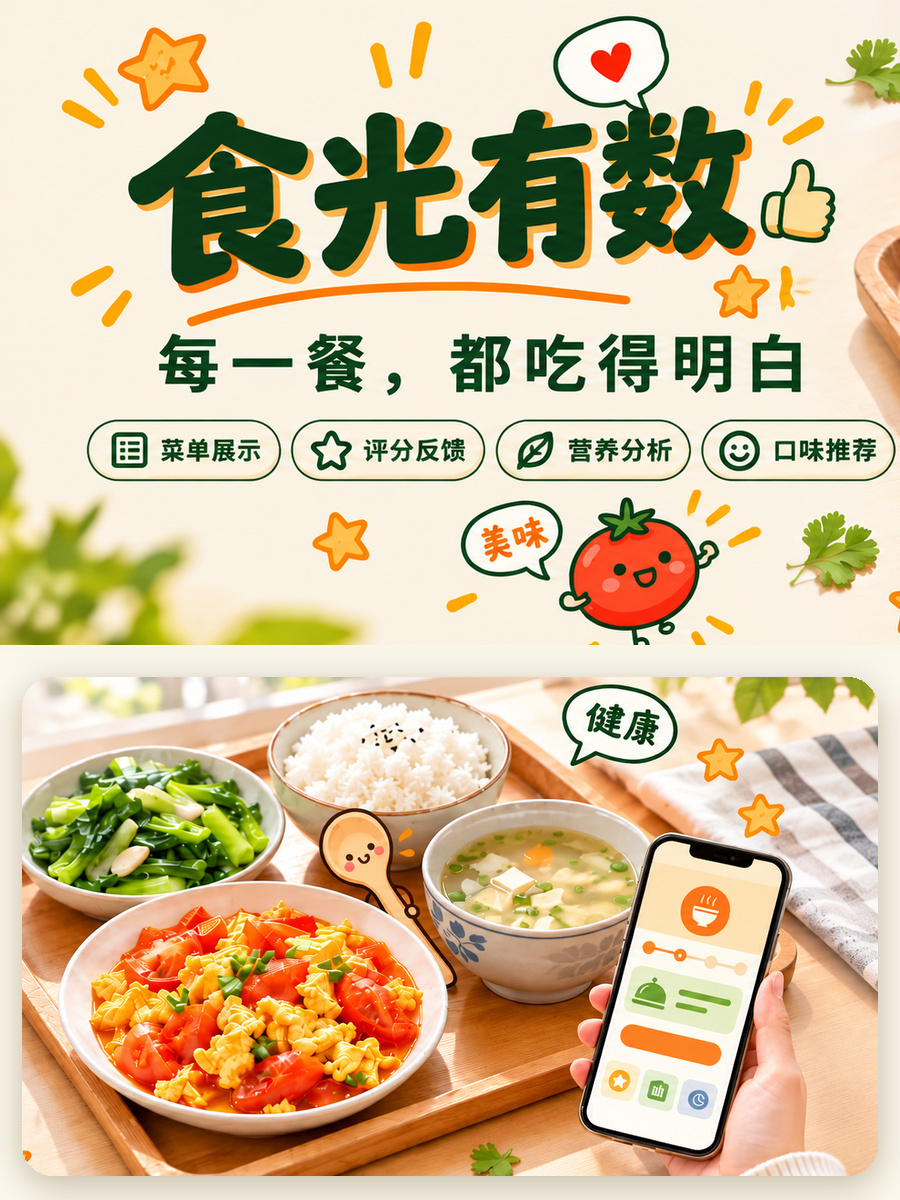 食光有数
每一餐，都吃得明白
菜单展示
评分反馈
营养分析
口味推荐
美味
健康